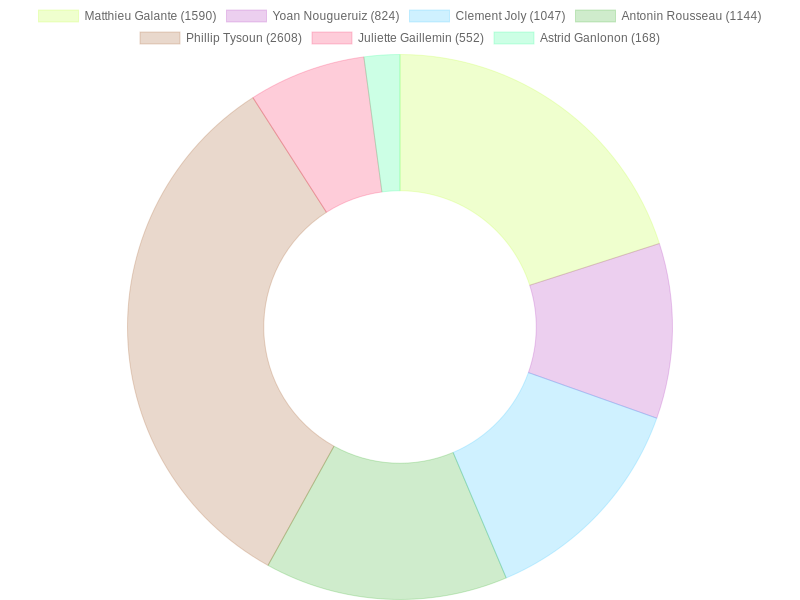 Matthieu Galante (1590) Yoan Nougueruiz (824) Clement Joly (1047) Antonin Rousseau (1144)
Phillip Tysoun (2608) Juliette Gaillemin (552) Astrid Ganlonon (168)